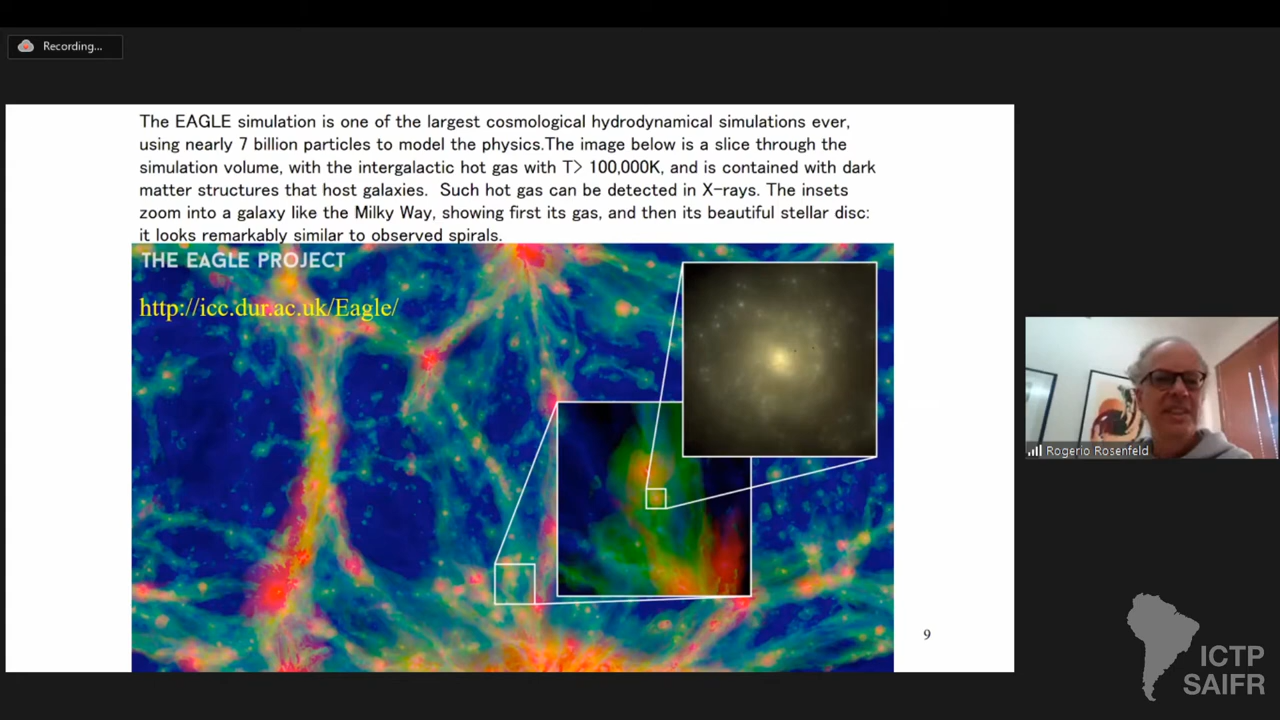 Recording...
The EAGLE simulation is one of the largest cosmological hydrodynamical simulations ever,
using nearly 7 billion particles to model the physics.The image below is a slice through the
simulation volume, with the intergalactic hot gas with T> 100,000K, and is contained with dark
matter structures that host galaxies. Such hot gas can be detected in X-rays. The insets
zoom into a galaxy like the Milky Way, showing first its gas, and then its beautiful stellar disc:
it looks remarkably similar to observed spirals.
THE EAGLE PROJECT
http://icc.dur.ac.uk/Eagle/
9
Rogerio Rosenfeld
ICTP
SAIFR